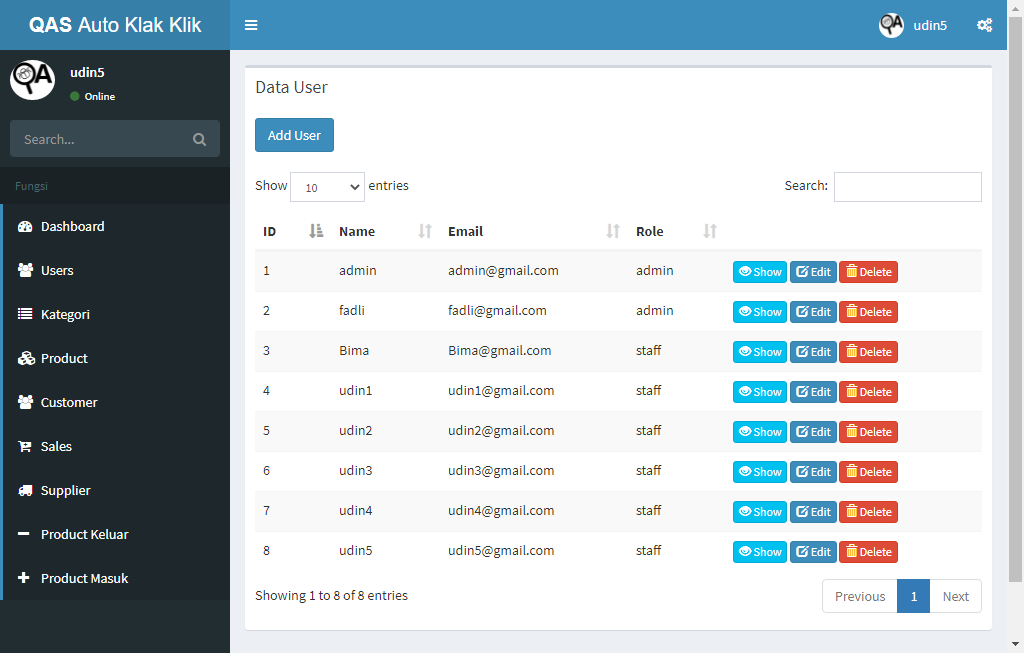 QAS Auto Klak Klik
udin5
udin5
Online
Search...
Fungsi
Dashboard
Users
Kategori
Product
Customer
Sales
Supplier
Product Keluar
Product Masuk
Data User
Add User
Show 10 entries Search:
ID Name Email Role
1 admin admin@gmail.com admin Show Edit Delete
2 fadli fadli@gmail.com admin Show Edit Delete
3 Bima Bima@gmail.com staff Show Edit Delete
4 udin1 udin1@gmail.com staff Show Edit Delete
5 udin2 udin2@gmail.com staff Show Edit Delete
6 udin3 udin3@gmail.com staff Show Edit Delete
7 udin4 udin4@gmail.com staff Show Edit Delete
8 udin5 udin5@gmail.com staff Show Edit Delete
Showing 1 to 8 of 8 entries Previous 1 Next